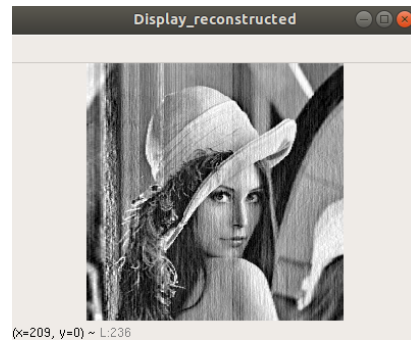 Display_reconstructed
(x=209, y=0) ~ L:236